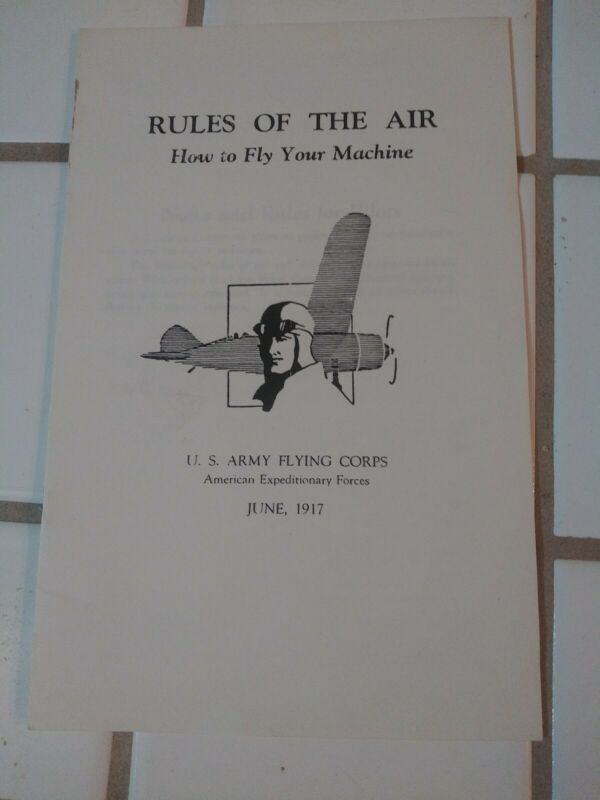 RULES OF THE AIR
How to Fly Your Machine
U. S. ARMY FLYING CORPS
American Expeditionary Forces
JUNE, 1917